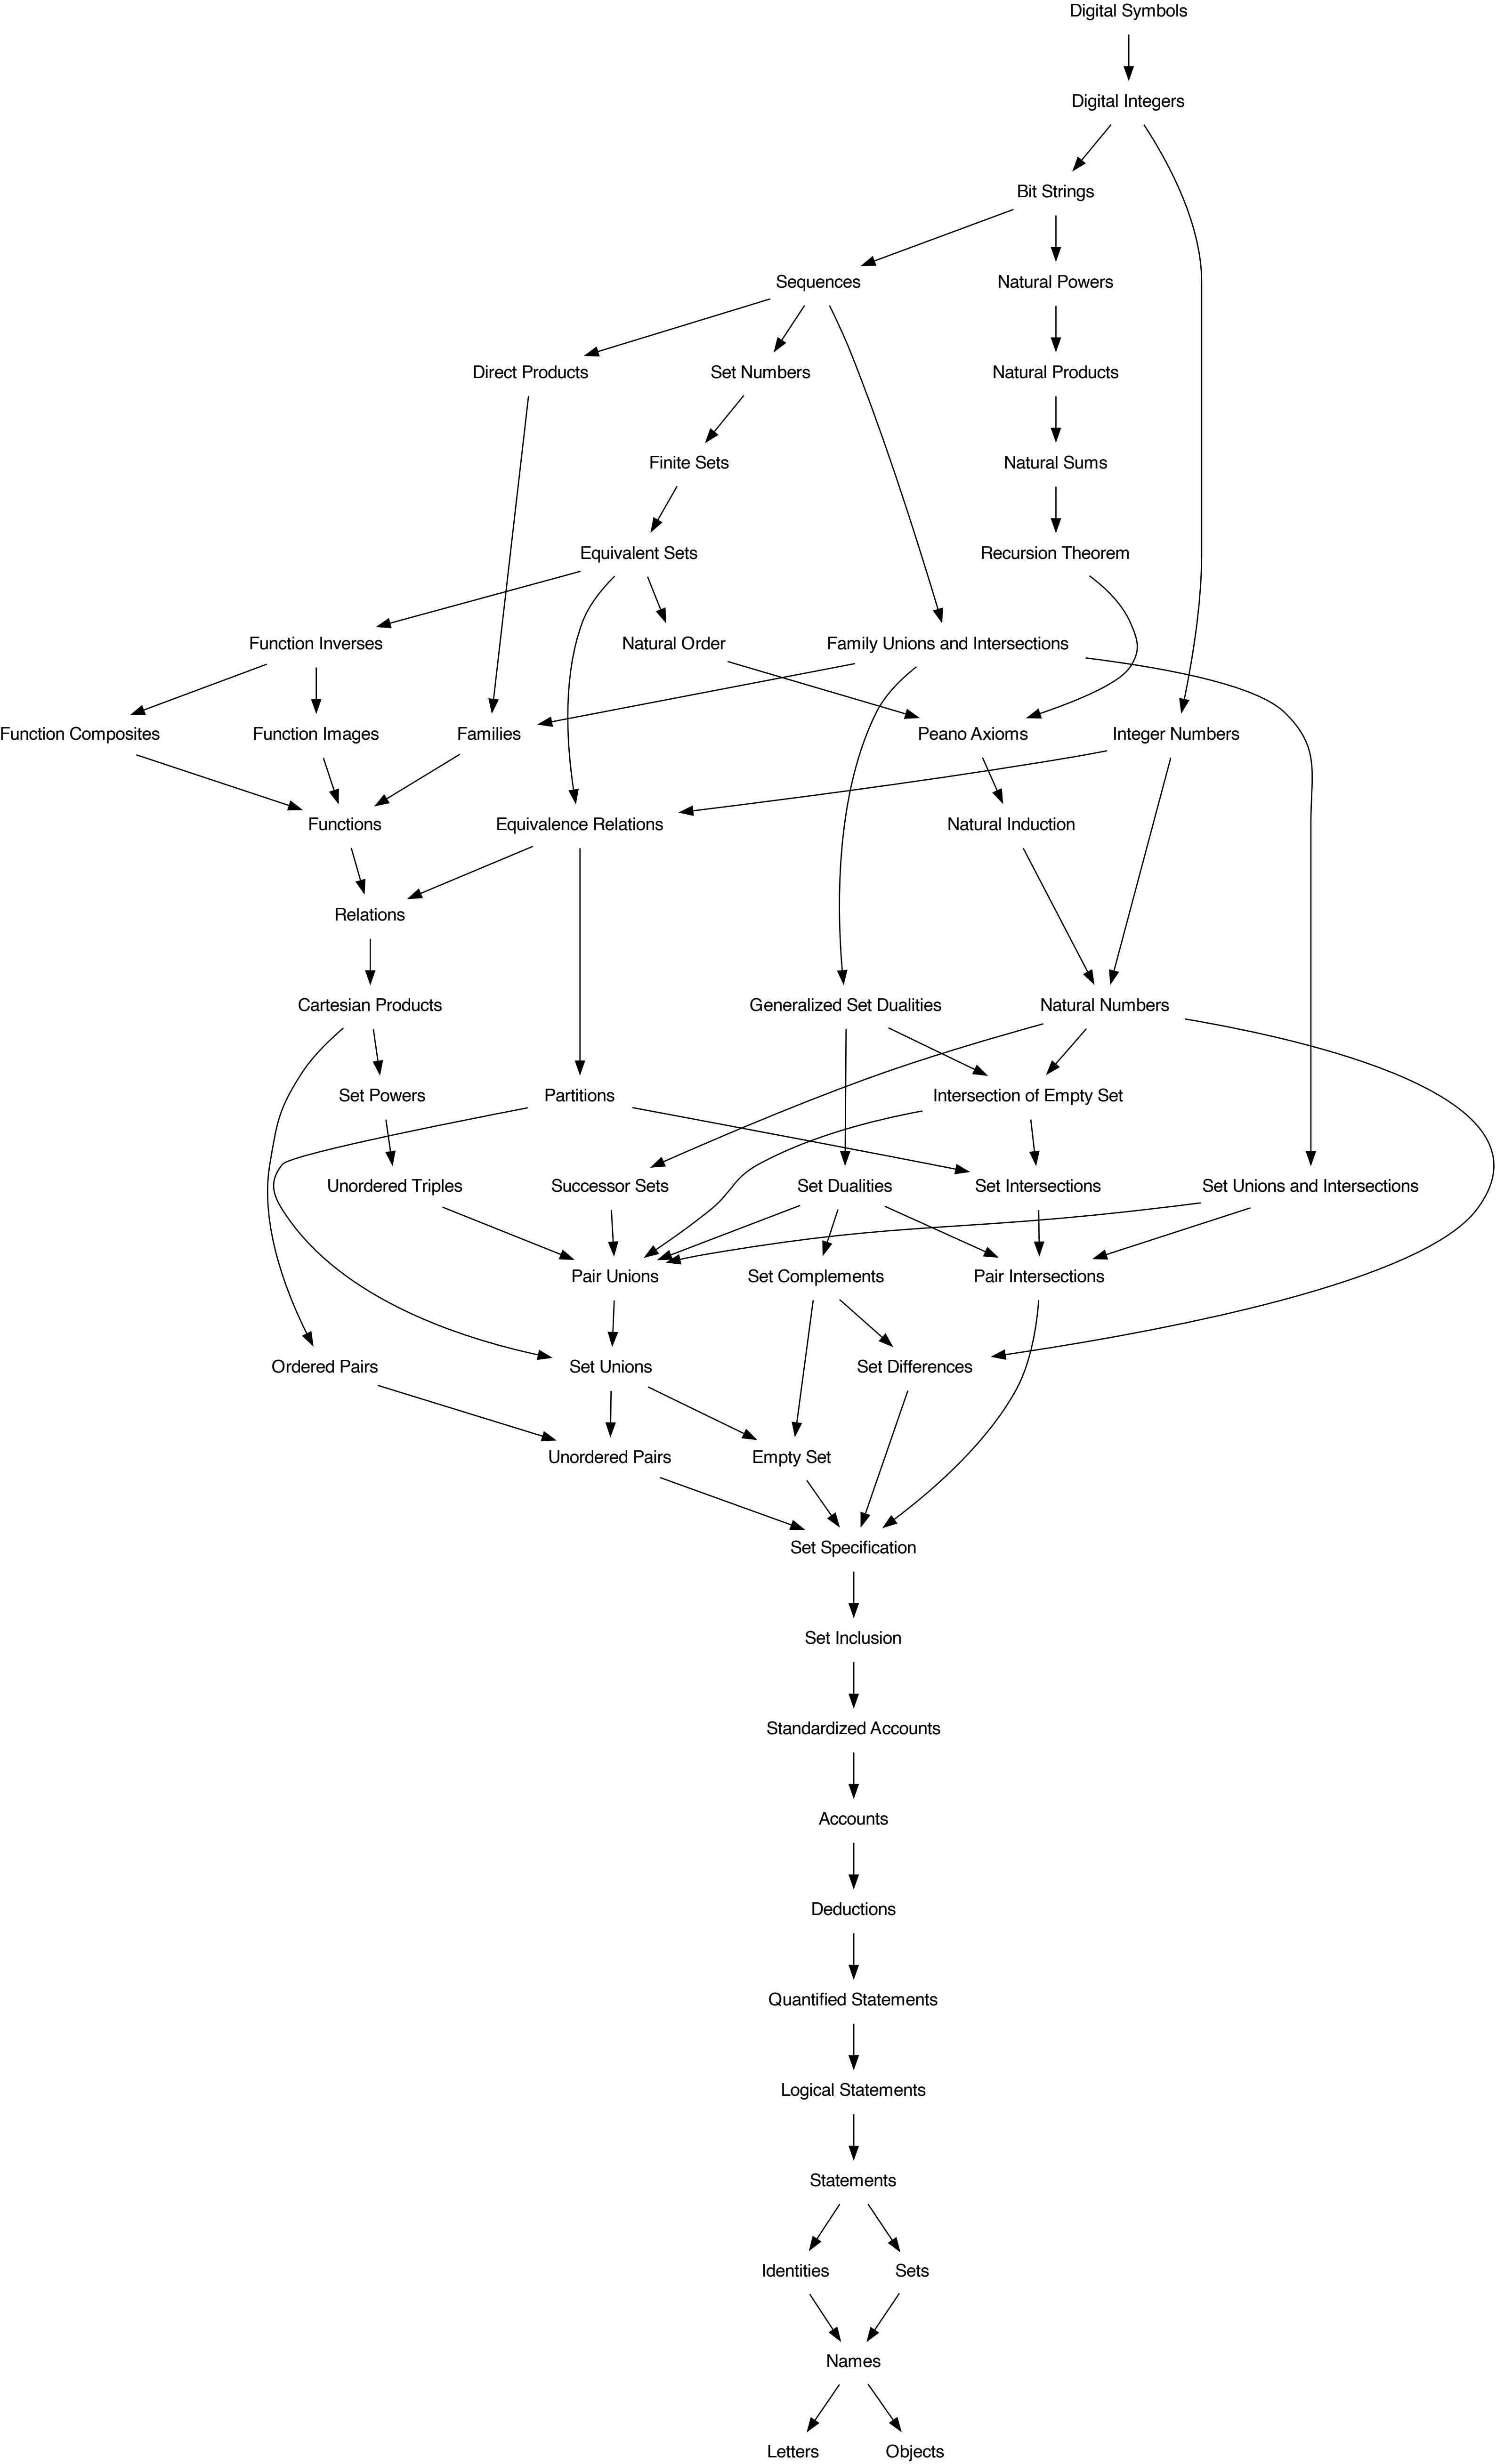 Digital Symbols
Digital Integers
Bit Strings
Sequences
Natural Powers
Direct Products
Set Numbers
Natural Products
Finite Sets
Natural Sums
Equivalent Sets
Recursion Theorem
Function Inverses
Natural Order
Family Unions and Intersections
Function Composites
Function Images
Families
Peano Axioms
Integer Numbers
Functions
Equivalence Relations
Natural Induction
Relations
Cartesian Products
Generalized Set Dualities
Natural Numbers
Set Powers
Partitions
Intersection of Empty Set
Unordered Triples
Successor Sets
Set Dualities
Set Intersections
Set Unions and Intersections
Pair Unions
Set Complements
Pair Intersections
Ordered Pairs
Set Unions
Set Differences
Unordered Pairs
Empty Set
Set Specification
Set Inclusion
Standardized Accounts
Accounts
Deductions
Quantified Statements
Logical Statements
Statements
Identities
Sets
Names
Letters
Objects